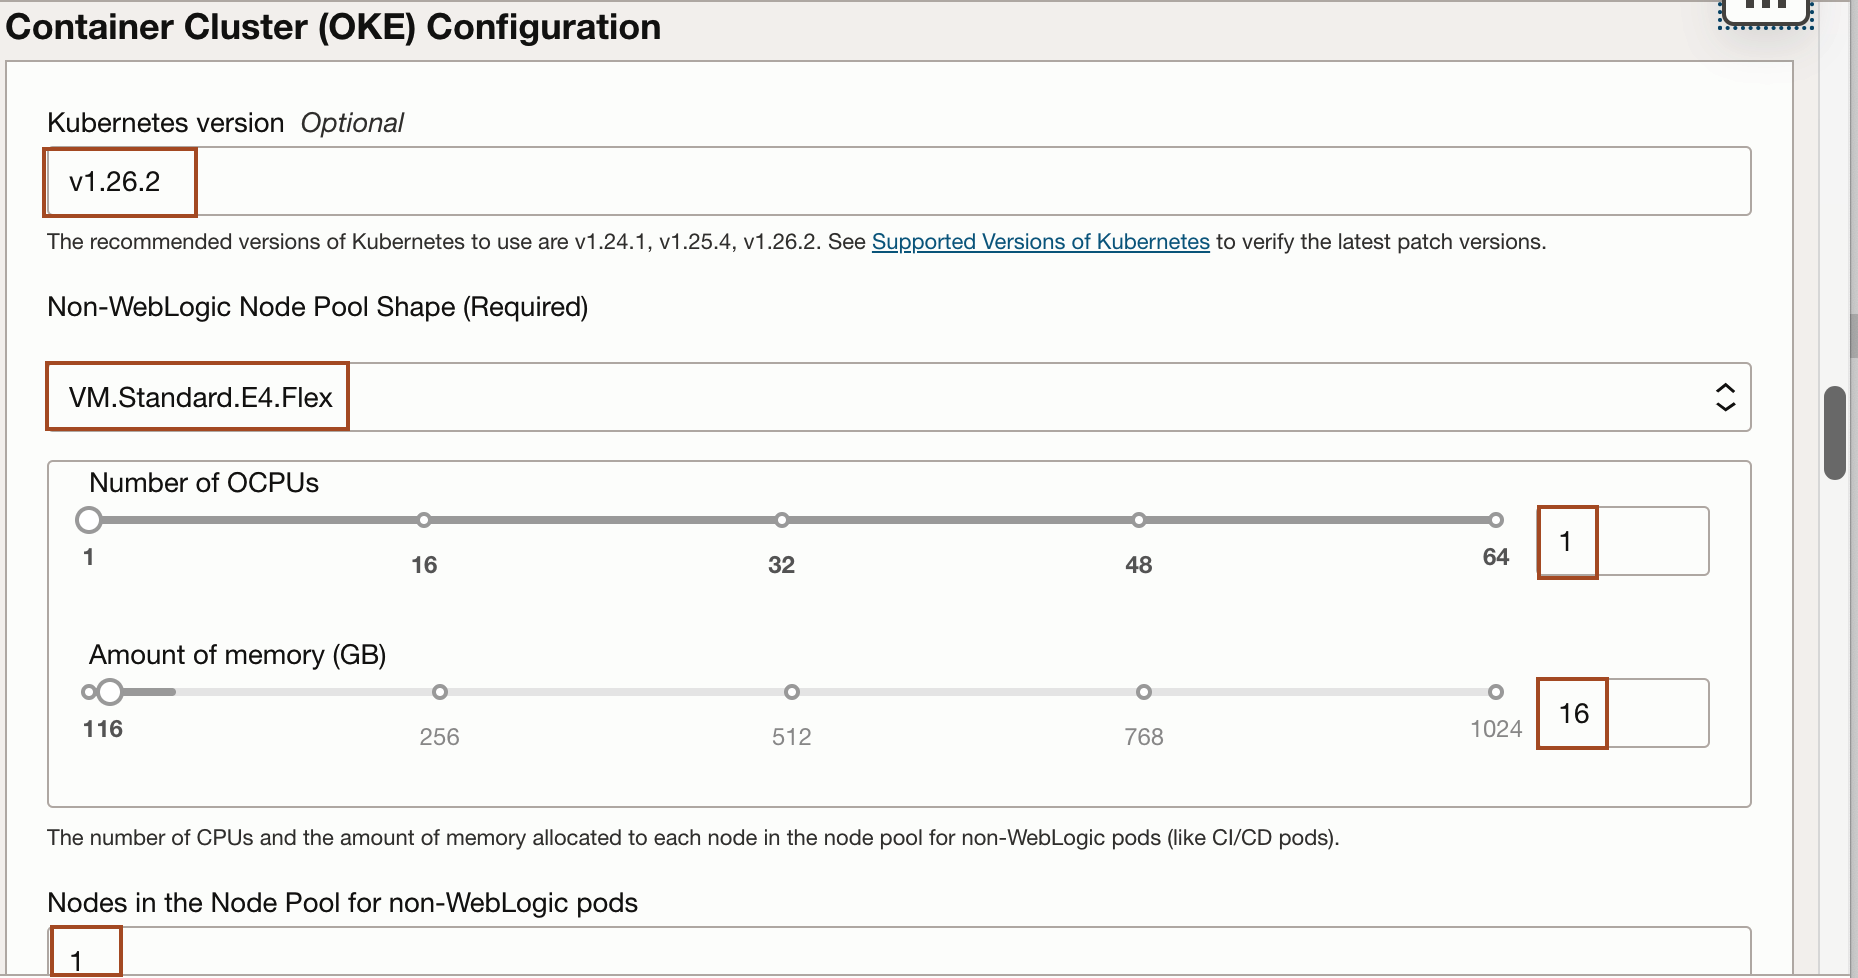 Container Cluster (OKE) Configuration
Kubernetes version Optional
v1.26.2
The recommended versions of Kubernetes to use are v1.24.1, v1.25.4, v1.26.2. See Supported Versions of Kubernetes to verify the latest patch versions.
Non-WebLogic Node Pool Shape (Required)
VM.Standard.E4.Flex
Number of OCPUs
1 16 32 48 64
1
Amount of memory (GB)
116 256 512 768 1024
16
The number of CPUs and the amount of memory allocated to each node in the node pool for non-WebLogic pods (like CI/CD pods).
Nodes in the Node Pool for non-WebLogic pods
1